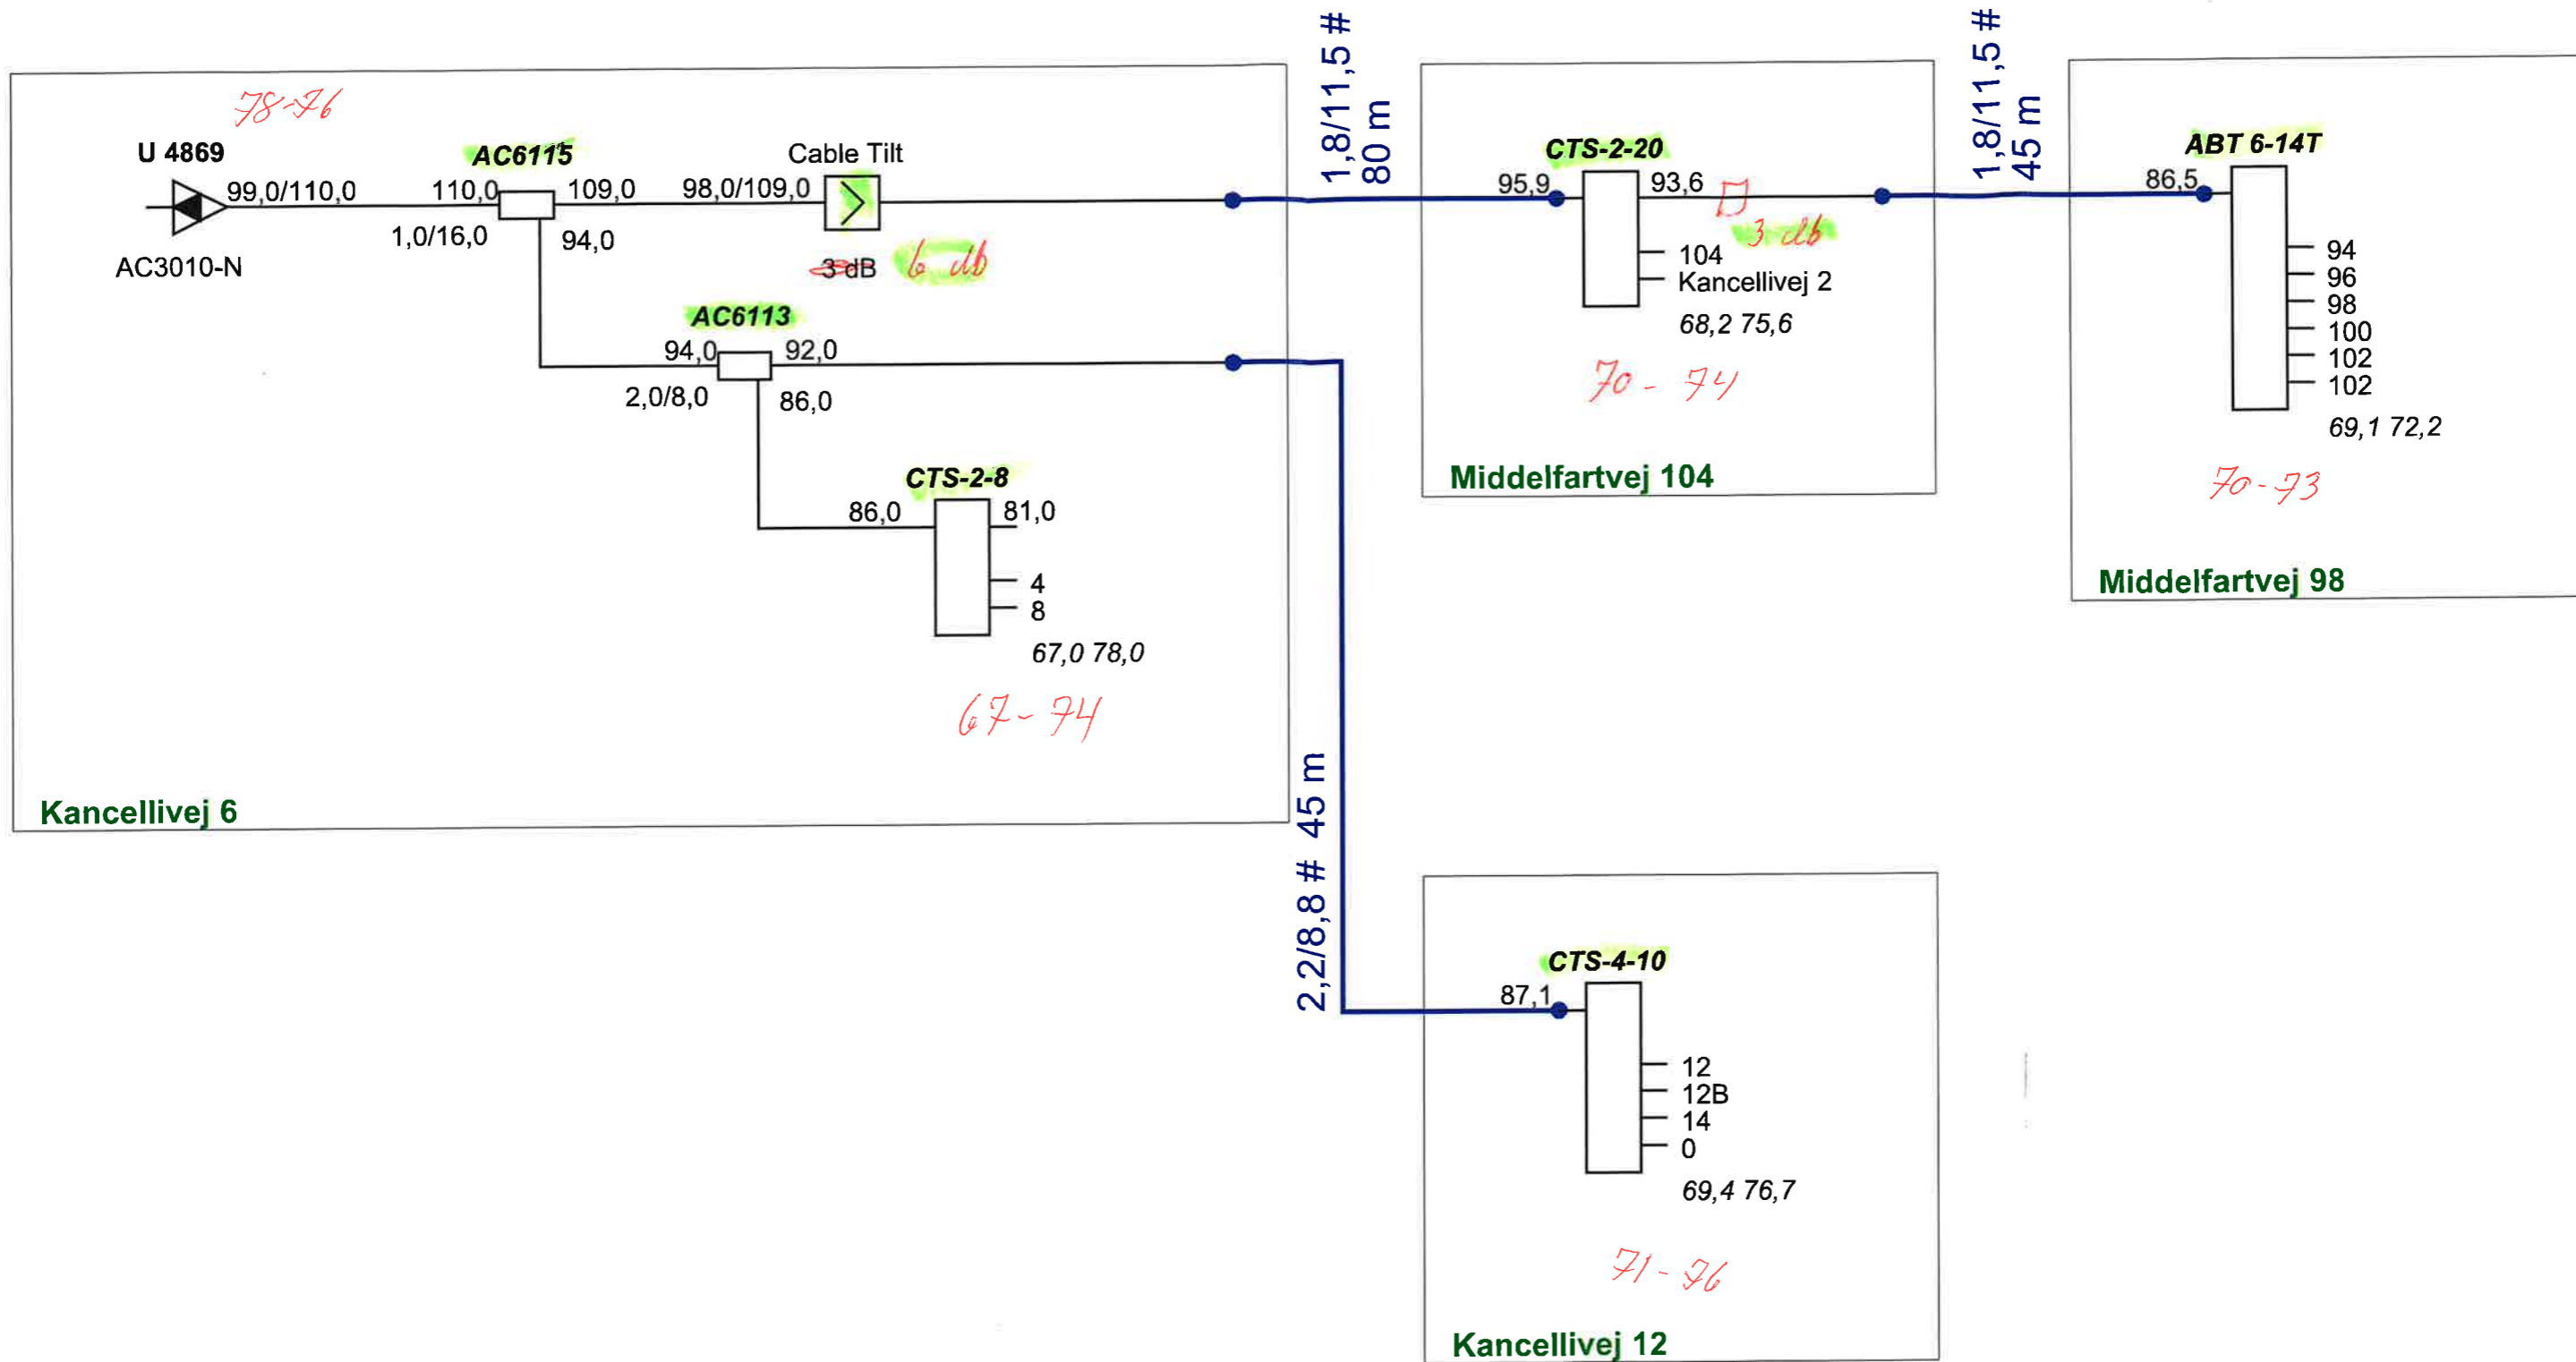 78-76
U 4869
99,0/110,0
AC3010-N
AC6115
110,0
109,0
1,0/16,0
94,0
Cable Tilt
98,0/109,0
3 dB
6 db
AC6113
94,0
92,0
2,0/8,0
86,0
CTS-2-8
86,0
81,0
4
8
67,0 78,0
67-74
Kancellivej 6
1,8/11,5 #
80 m
CTS-2-20
95,9
93,6
3 db
104
Kancellivej 2
68,2 75,6
70 - 74
Middelfartvej 104
1,8/11,5 #
45 m
ABT 6-14T
86,5
94
96
98
100
102
102
69,1 72,2
70-73
Middelfartvej 98
2,2/8,8 # 45 m
CTS-4-10
87,1
12
12B
14
0
69,4 76,7
71-76
Kancellivej 12